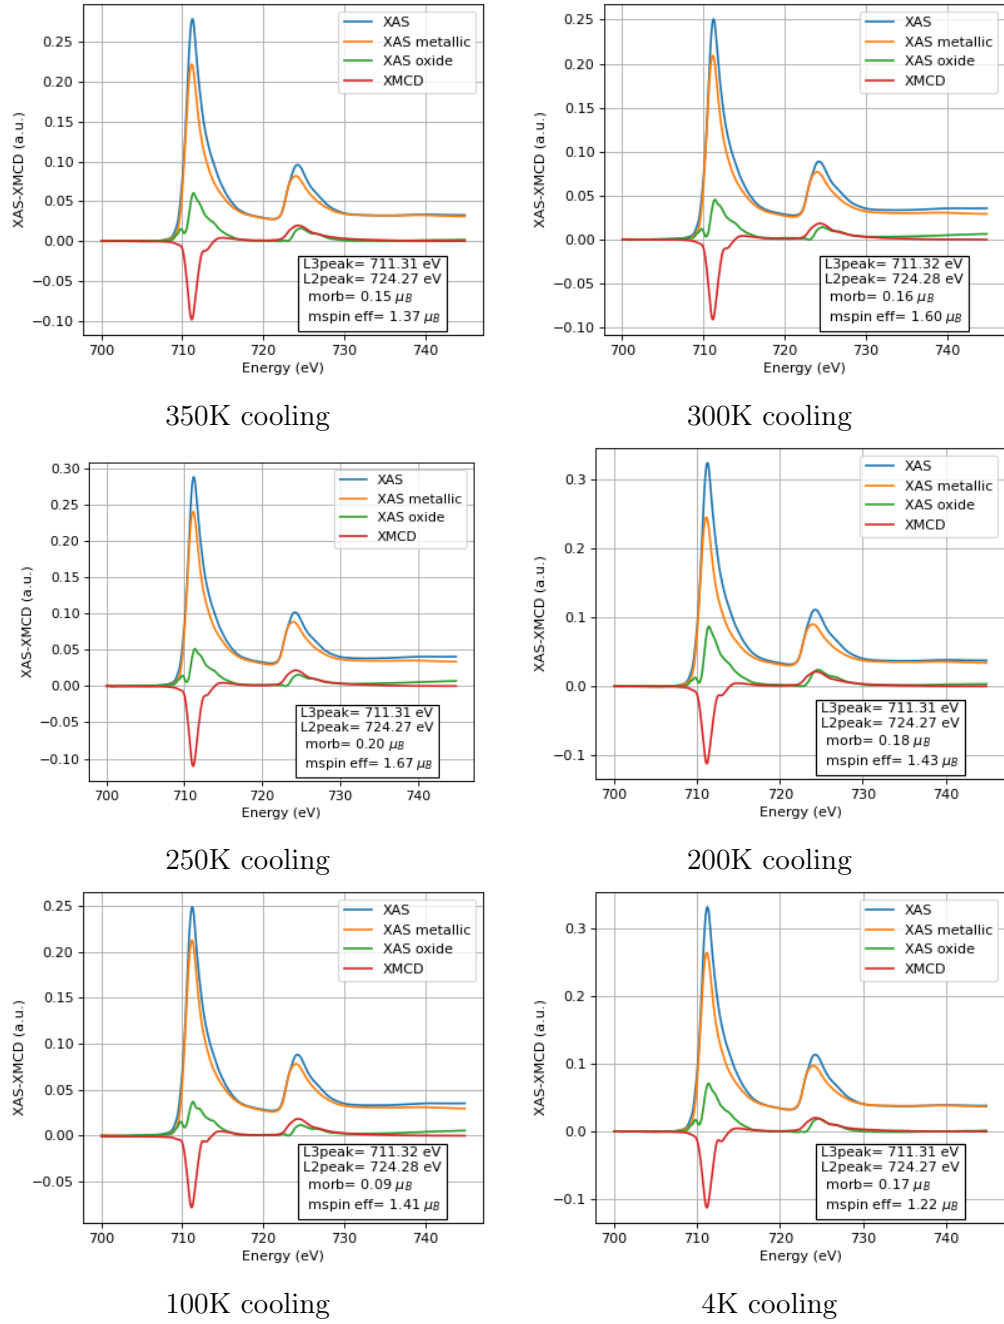 XAS
XAS metallic
XAS oxide
XMCD
0.25
0.20
0.15
0.10
0.05
0.00
−0.05
−0.10
XAS-XMCD (a.u.)
L3peak= 711.31 eV
L2peak= 724.27 eV
morb= 0.15 μB
mspin eff= 1.37 μB
700 710 720 730 740
Energy (eV)
350K cooling
XAS
XAS metallic
XAS oxide
XMCD
0.25
0.20
0.15
0.10
0.05
0.00
−0.05
−0.10
XAS-XMCD (a.u.)
L3peak= 711.32 eV
L2peak= 724.28 eV
morb= 0.16 μB
mspin eff= 1.60 μB
700 710 720 730 740
Energy (eV)
300K cooling
XAS
XAS metallic
XAS oxide
XMCD
0.30
0.25
0.20
0.15
0.10
0.05
0.00
−0.05
−0.10
XAS-XMCD (a.u.)
L3peak= 711.31 eV
L2peak= 724.27 eV
morb= 0.20 μB
mspin eff= 1.67 μB
700 710 720 730 740
Energy (eV)
250K cooling
XAS
XAS metallic
XAS oxide
XMCD
0.3
0.2
0.1
0.0
−0.1
XAS-XMCD (a.u.)
L3peak= 711.31 eV
L2peak= 724.27 eV
morb= 0.18 μB
mspin eff= 1.43 μB
700 710 720 730 740
Energy (eV)
200K cooling
XAS
XAS metallic
XAS oxide
XMCD
0.25
0.20
0.15
0.10
0.05
0.00
−0.05
XAS-XMCD (a.u.)
L3peak= 711.32 eV
L2peak= 724.28 eV
morb= 0.09 μB
mspin eff= 1.41 μB
700 710 720 730 740
Energy (eV)
100K cooling
XAS
XAS metallic
XAS oxide
XMCD
0.3
0.2
0.1
0.0
−0.1
XAS-XMCD (a.u.)
L3peak= 711.31 eV
L2peak= 724.27 eV
morb= 0.17 μB
mspin eff= 1.22 μB
700 710 720 730 740
Energy (eV)
4K cooling